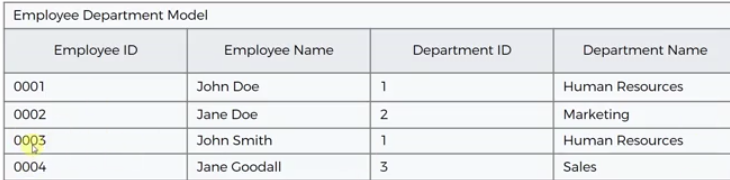 Employee Department Model
Employee ID Employee Name Department ID Department Name
0001 John Doe 1 Human Resources
0002 Jane Doe 2 Marketing
0003 John Smith 1 Human Resources
0004 Jane Goodall 3 Sales